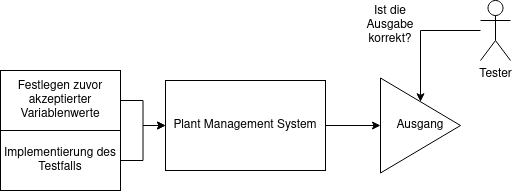 Ist die
Ausgabe
korrekt?
Tester
Festlegen zuvor
akzeptierter
Variablenwerte
Implementierung des
Testfalls
Plant Management System
Ausgang